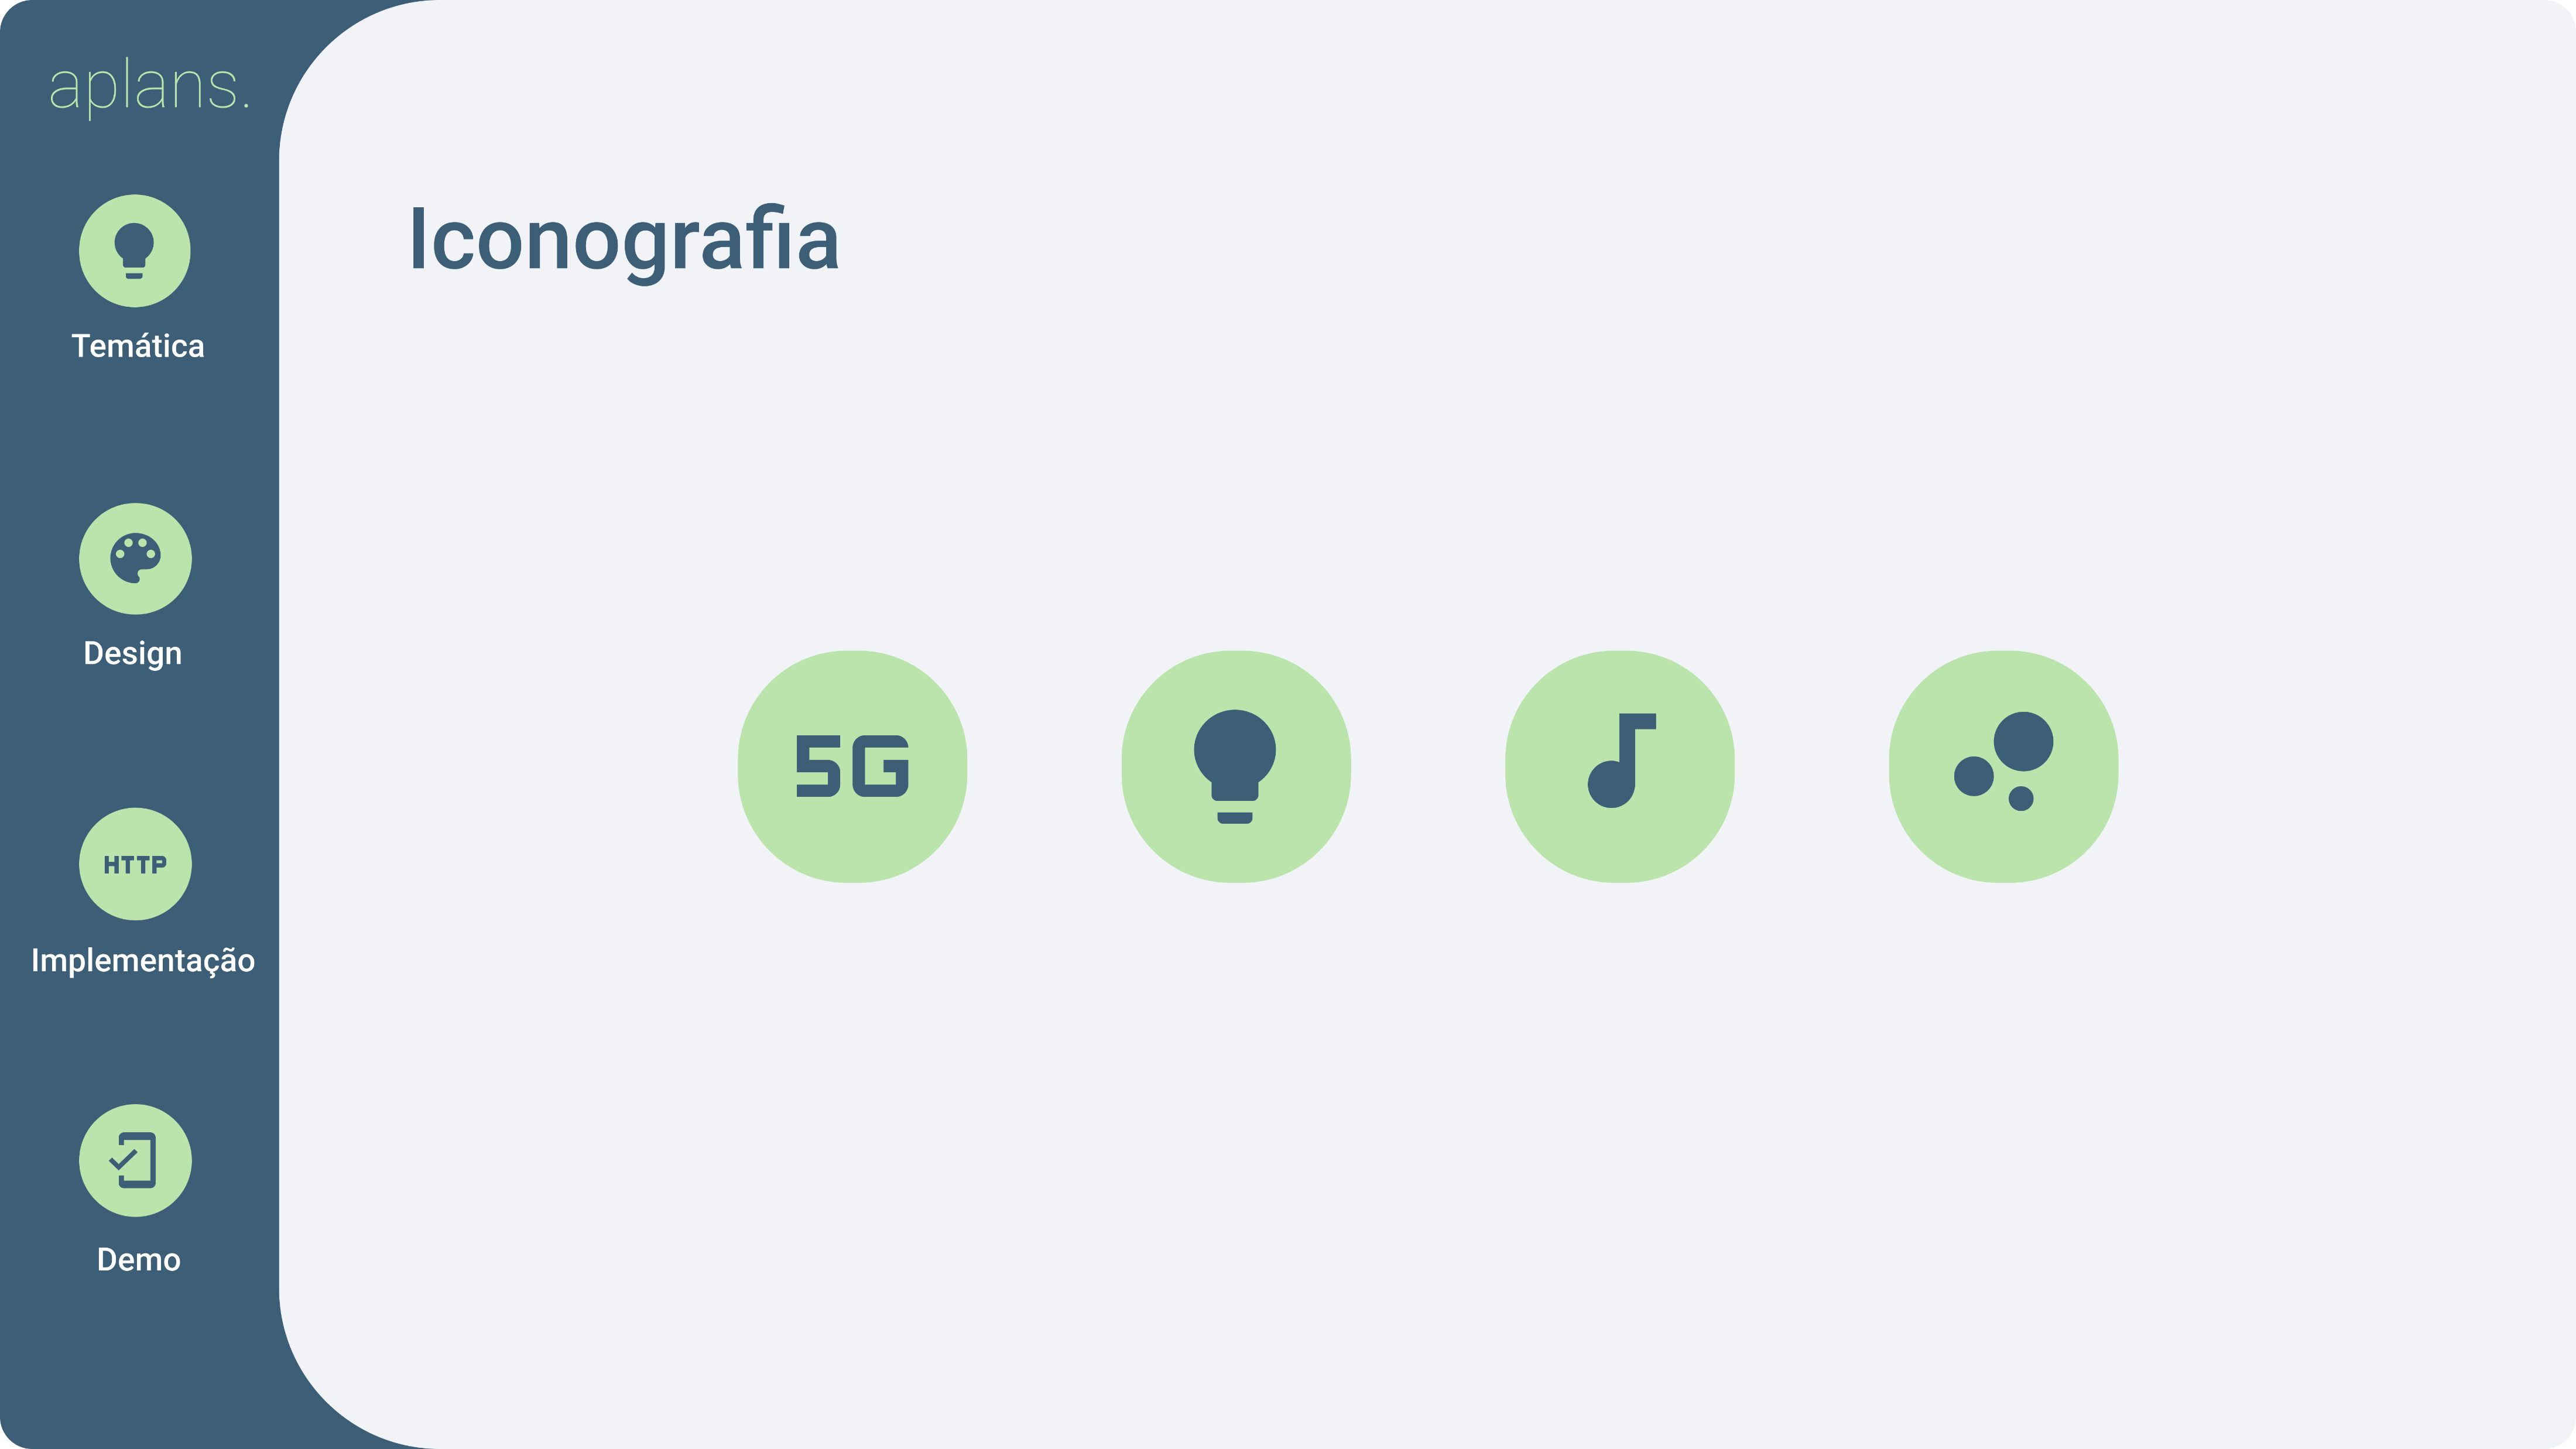 aplans.
Temática
Design
HTTP
Implementação
Demo
Iconografia
5G